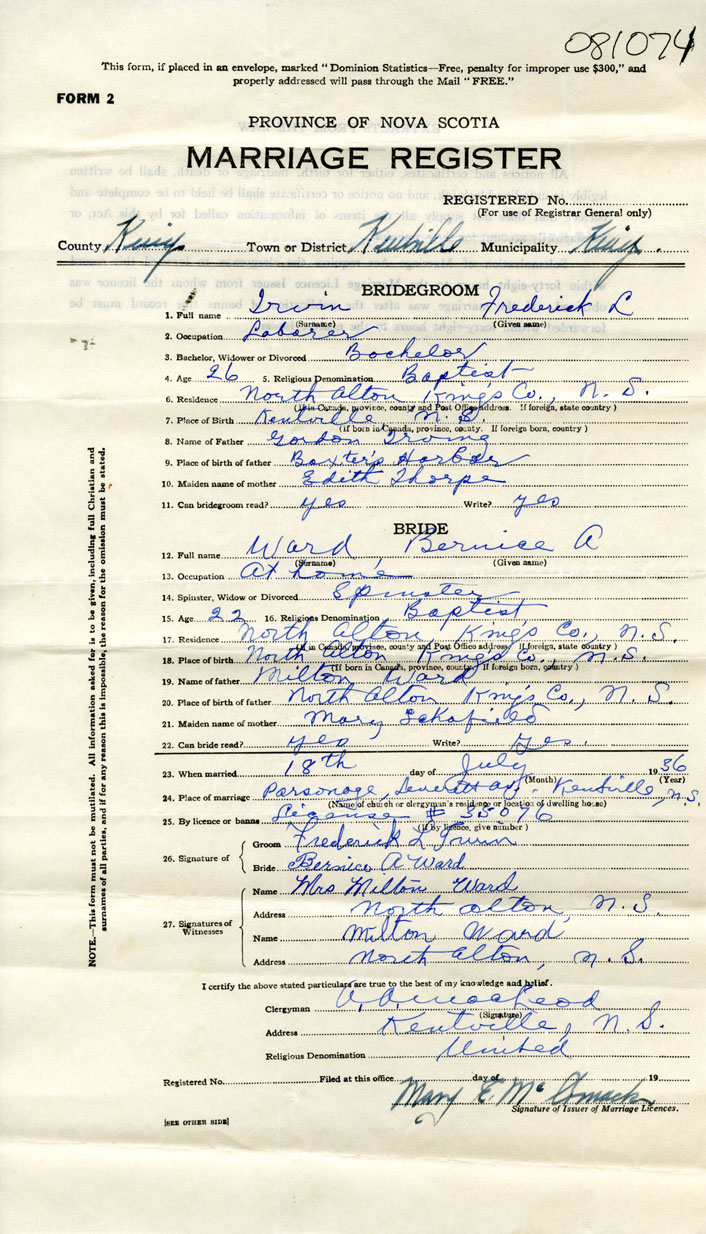 081074
This form, if placed in an envelope, marked "Dominion Statistics—Free, penalty for improper use $300," and
properly addressed will pass through the Mail "FREE."
FORM 2
PROVINCE OF NOVA SCOTIA
MARRIAGE REGISTER
REGISTERED No.
(For use of Registrar General only)
County Kings Town or District Kentville Municipality Kings.
BRIDEGROOM
1. Full name Irvin Frederick L
(Surname) (Given name)
2. Occupation Laborer
3. Bachelor, Widower or Divorced Bachelor
4. Age 26 5. Religious Denomination Baptist
6. Residence North Alton King's Co., N. S.
(If in Canada, province, county and Post Office address. If foreign, state country)
7. Place of Birth Kentville N. S.
(if born in Canada, province, county. If foreign born, country)
8. Name of Father Gordon Irving
9. Place of birth of father Baxter's Harbor
10. Maiden name of mother Edith Thorpe
11. Can bridegroom read? yes Write? yes
BRIDE
12. Full name Ward Bernice A
(Surname) (Given name)
13. Occupation At home
14. Spinster, Widow or Divorced Spinster
15. Age 22 16. Religious Denomination Baptist
17. Residence North Alton, King's Co., N. S.
(If in Canada, province, county and Post Office address If foreign, state country)
18. Place of birth North Alton King's Co., N. S.
(If born in Canada, province, county If foreign born, country)
19. Name of father Milton Ward
20. Place of birth of father North Alton King's Co., N. S.
21. Maiden name of mother Mary Schofield
22. Can bride read? yes Write? yes.
23. When married 18th day of July 1936
(Month) (Year)
24. Place of marriage Parsonage, Kentville, N.S.
(Name of church or clergyman's residence or location of dwelling house)
25. By licence or banns License # 33076
(If by licence, give number)
26. Signature of
Groom Frederick L Irwin
Bride Bernice A Ward
27. Signatures of Witnesses
Name Mrs Milton Ward
Address North Alton, N. S.
Name Milton Ward
Address North Alton, N. S.
I certify the above stated particulars are true to the best of my knowledge and belief.
Clergyman A. A. MacLeod
(Signature)
Address Kentville, N. S.
Religious Denomination United
Registered No. Filed at this office day of 19
Mary E.
Signature of Issuer of Marriage Licences.
[SEE OTHER SIDE]
NOTE.—This form must not be mutilated. All information asked for is to be given, including full Christian and
surnames of all parties, and if for any reason this is impossible, the reason for the omission must be stated.